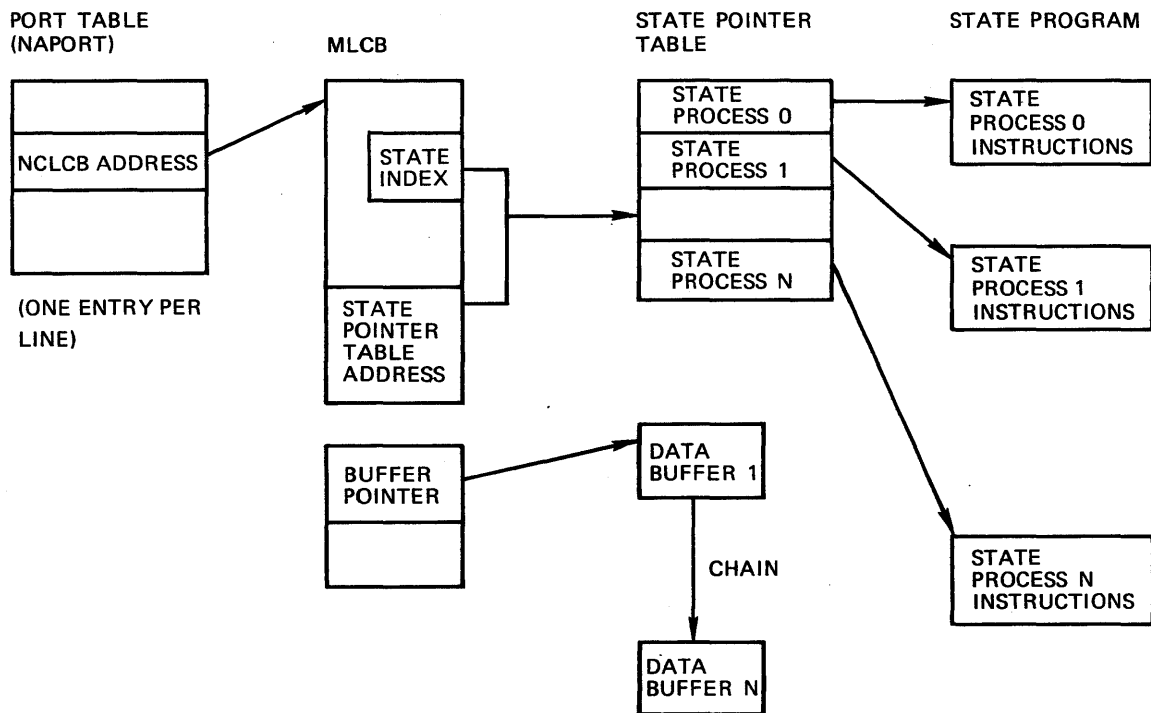 PORT TABLE
(NAPORT)
NCLCB ADDRESS
(ONE ENTRY PER
LINE)
MLCB
STATE
INDEX
STATE
POINTER
TABLE
ADDRESS
BUFFER
POINTER
STATE POINTER
TABLE
STATE
PROCESS 0
STATE
PROCESS 1
STATE
PROCESS N
DATA
BUFFER 1
CHAIN
DATA
BUFFER N
STATE PROGRAM
STATE
PROCESS 0
INSTRUCTIONS
STATE
PROCESS 1
INSTRUCTIONS
STATE
PROCESS N
INSTRUCTIONS